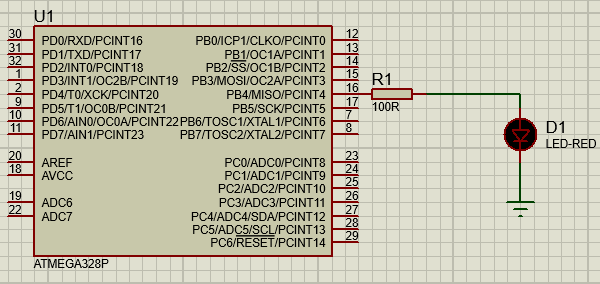 U1
30 PD0/RXD/PCINT16 PB0/ICP1/CLKO/PCINT0 12
31 PD1/TXD/PCINT17 PB1/OC1A/PCINT1 13
32 PD2/INT0/PCINT18 PB2/SS/OC1B/PCINT2 14
1 PD3/INT1/OC2B/PCINT19 PB3/MOSI/OC2A/PCINT3 15
2 PD4/T0/XCK/PCINT20 PB4/MISO/PCINT4 16
9 PD5/T1/OC0B/PCINT21 PB5/SCK/PCINT5 17
10 PD6/AIN0/OC0A/PCINT22 PB6/TOSC1/XTAL1/PCINT6 7
11 PD7/AIN1/PCINT23 PB7/TOSC2/XTAL2/PCINT7 8
20 AREF PC0/ADC0/PCINT8 23
18 AVCC PC1/ADC1/PCINT9 24
PC2/ADC2/PCINT10 25
19 ADC6 PC3/ADC3/PCINT11 26
22 ADC7 PC4/ADC4/SDA/PCINT12 27
PC5/ADC5/SCL/PCINT13 28
PC6/RESET/PCINT14 29
ATMEGA328P
R1
100R
D1
LED-RED